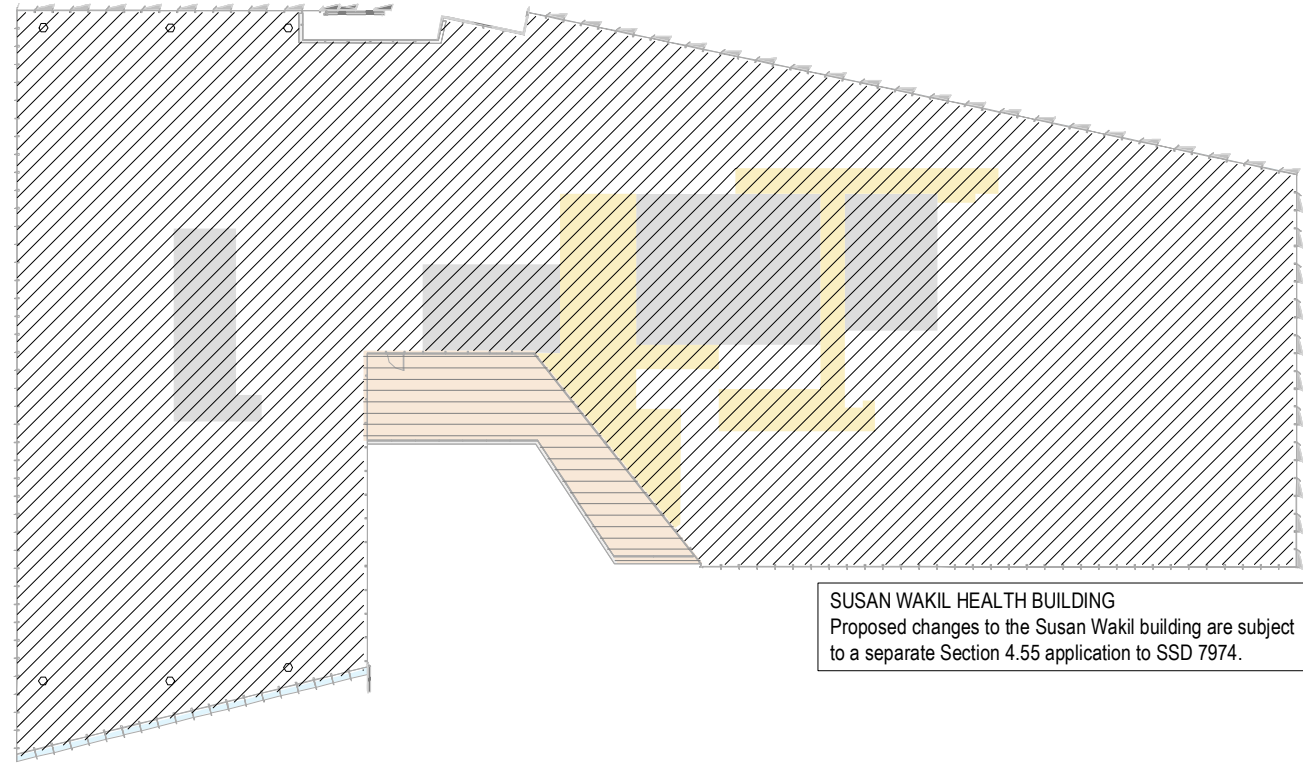 SUSAN WAKIL HEALTH BUILDING
Proposed changes to the Susan Wakil building are subject
to a separate Section 4.55 application to SSD 7974.